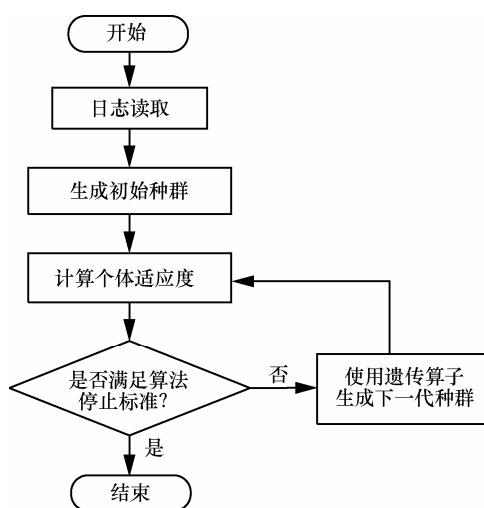 开始
日志读取
生成初始种群
计算个体适应度
是否满足算法
停止标准?
否
使用遗传算子
生成下一代种群
是
结束